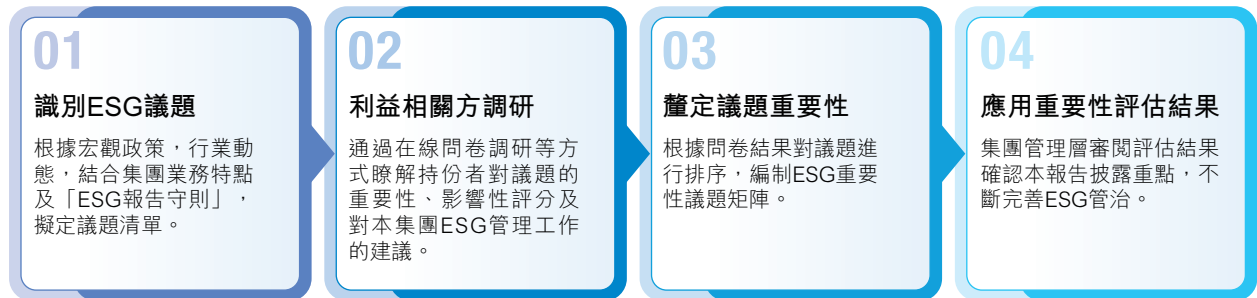 01
識別ESG議題
根據宏觀政策，行業動
態，結合集團業務特點
及「ESG報告守則」，
擬定議題清單。
02
利益相關方調研
通過在線問卷調研等方
式瞭解持份者對議題的
重要性、影響性評分及
對本集團ESG管理工作
的建議。
03
釐定議題重要性
根據問卷結果對議題進
行排序，編制ESG重要
性議題矩陣。
04
應用重要性評估結果
集團管理層審閱評估結果
確認本報告披露重點，不
斷完善ESG管治。